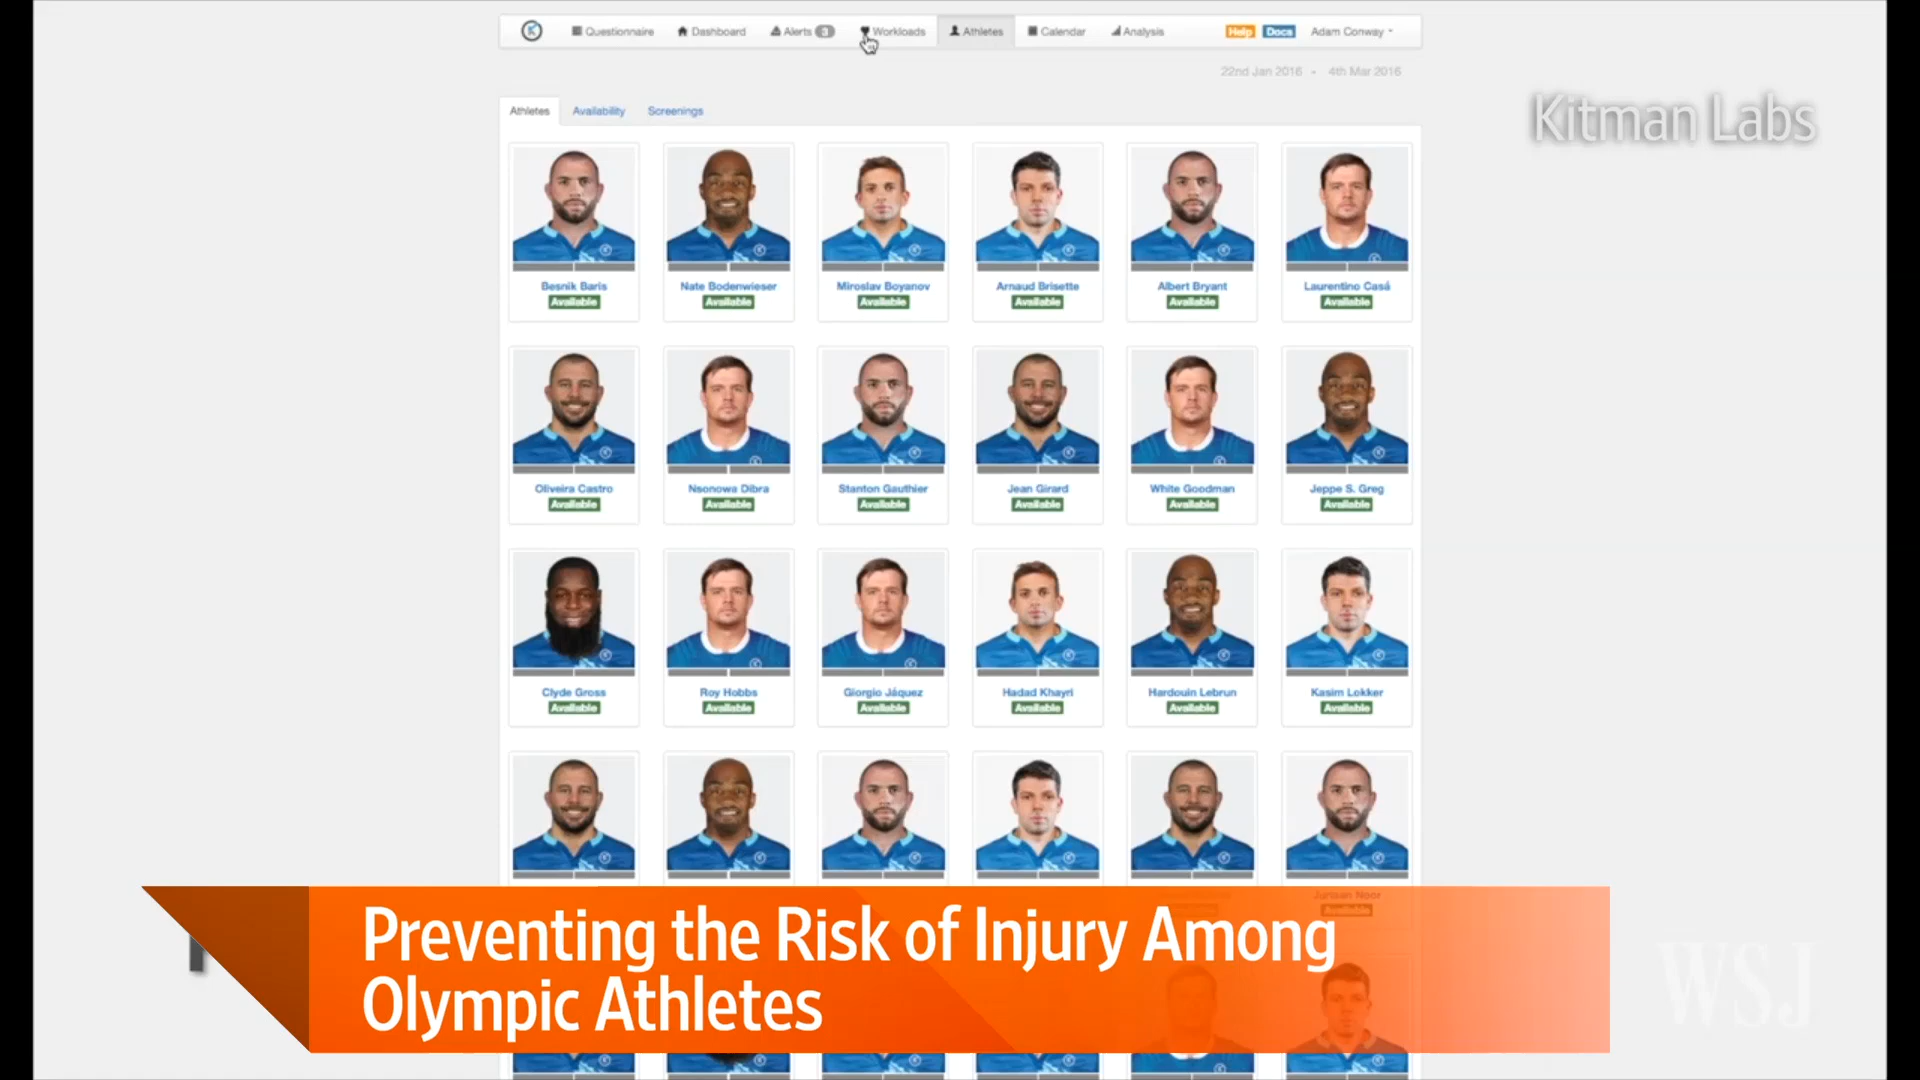 Questionnaire Dashboard Alerts 3 Workloads Athletes Calendar Analysis Help Docs Adam Conway
22nd Jan 2016 - 4th Mar 2016
Kitman Labs
Athletes Availability Screenings
Besnik Baris Nate Bodenwieser Miroslav Boyanov Arnaud Brisette Albert Bryant Laurentino Casá
Available Available Available Available Available Available
Oliveira Castro Nsonowa Dibra Stanton Gauthier Jean Girard White Goodman Jeppe S. Greg
Available Available Available Available Available Available
Clyde Gross Roy Hobbs Giorgio Jáquez Hadad Khayri Hardouin Lebrun Kasim Lokker
Available Available Available Available Available Available
Noor
Available
Preventing the Risk of Injury Among
Olympic Athletes
WSJ